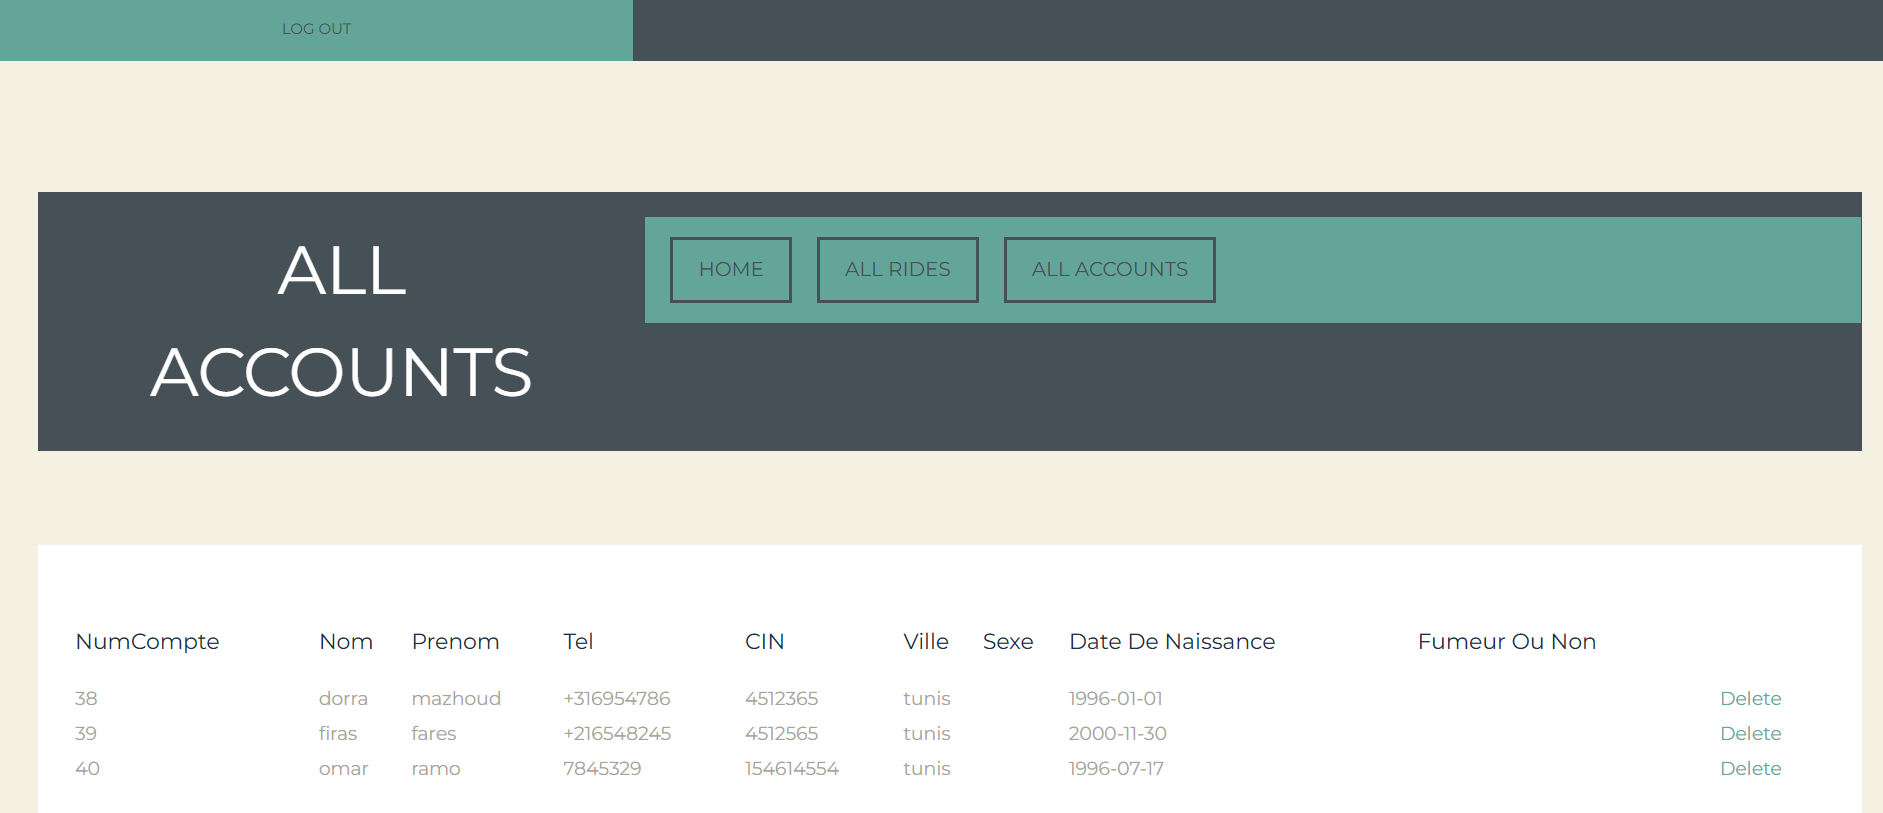 LOG OUT
ALL
ACCOUNTS
HOME ALL RIDES ALL ACCOUNTS
NumCompte Nom Prenom Tel CIN Ville Sexe Date De Naissance Fumeur Ou Non
38 dorra mazhoud +316954786 4512365 tunis 1996-01-01 Delete
39 firas fares +216548245 4512565 tunis 2000-11-30 Delete
40 omar ramo 7845329 154614554 tunis 1996-07-17 Delete